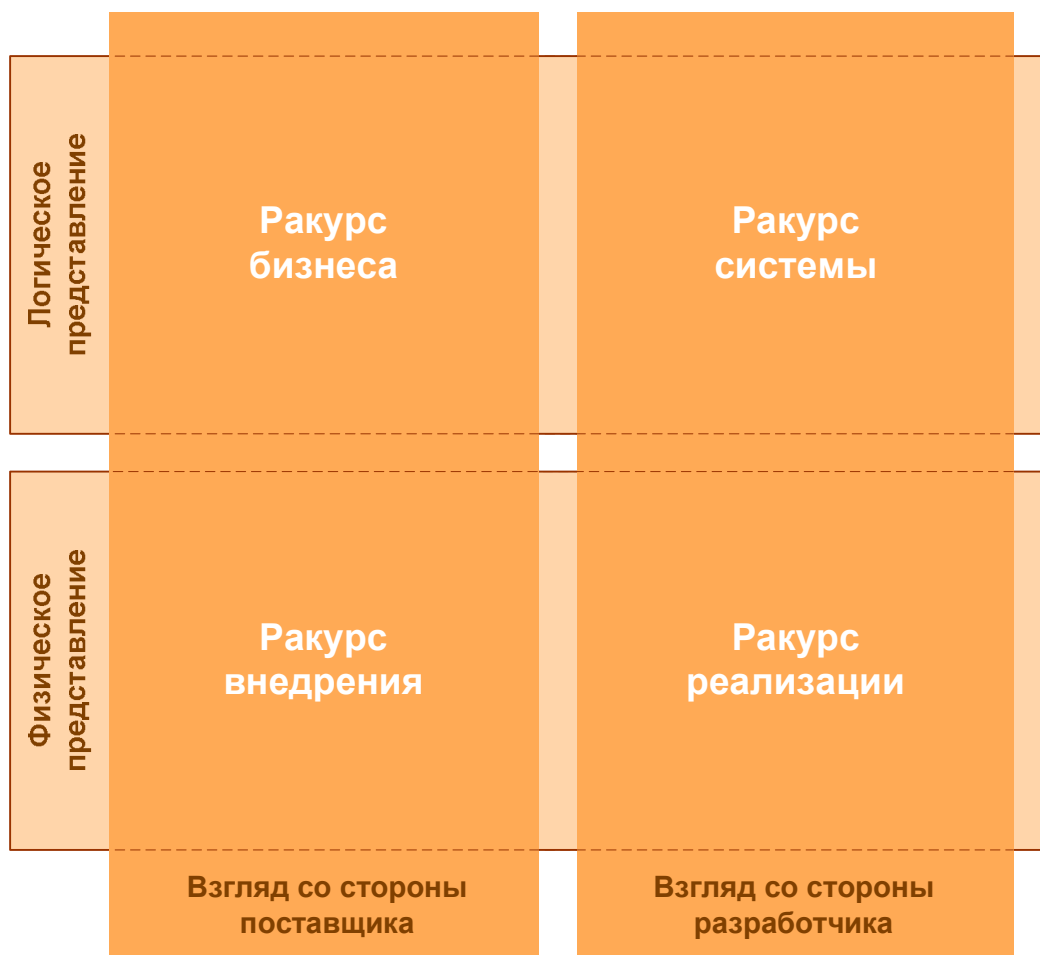 Логическое
представление
Ракурс
бизнеса
Ракурс
системы
Физическое
представление
Ракурс
внедрения
Ракурс
реализации
Взгляд со стороны
поставщика
Взгляд со стороны
разработчика